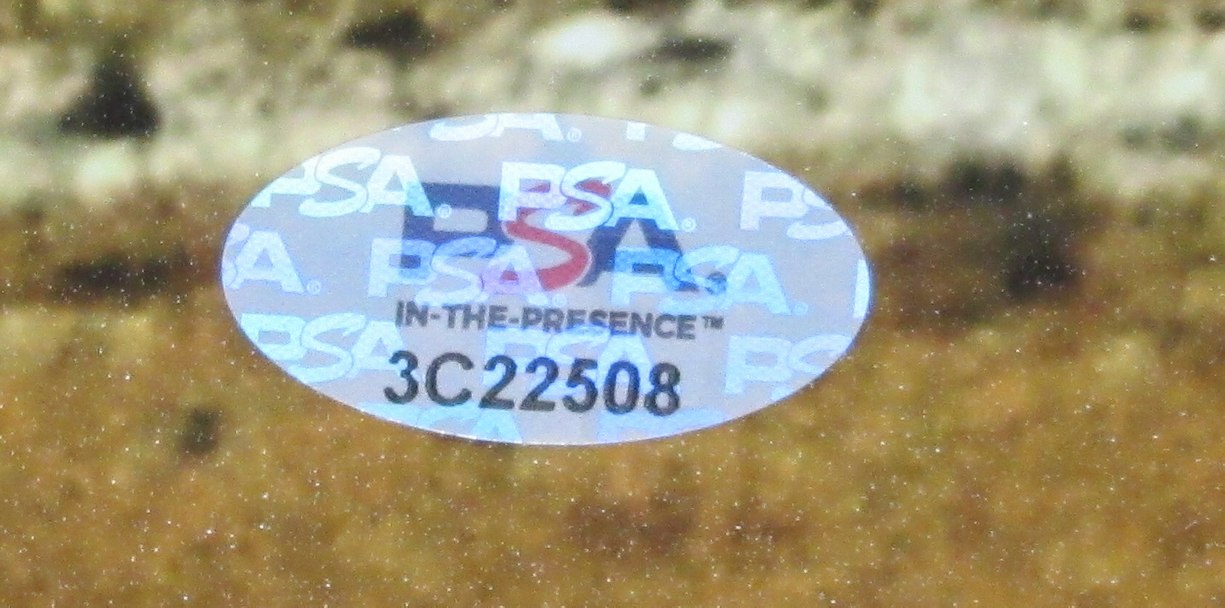 PSA®
IN-THE-PRESENCE™
3C22508